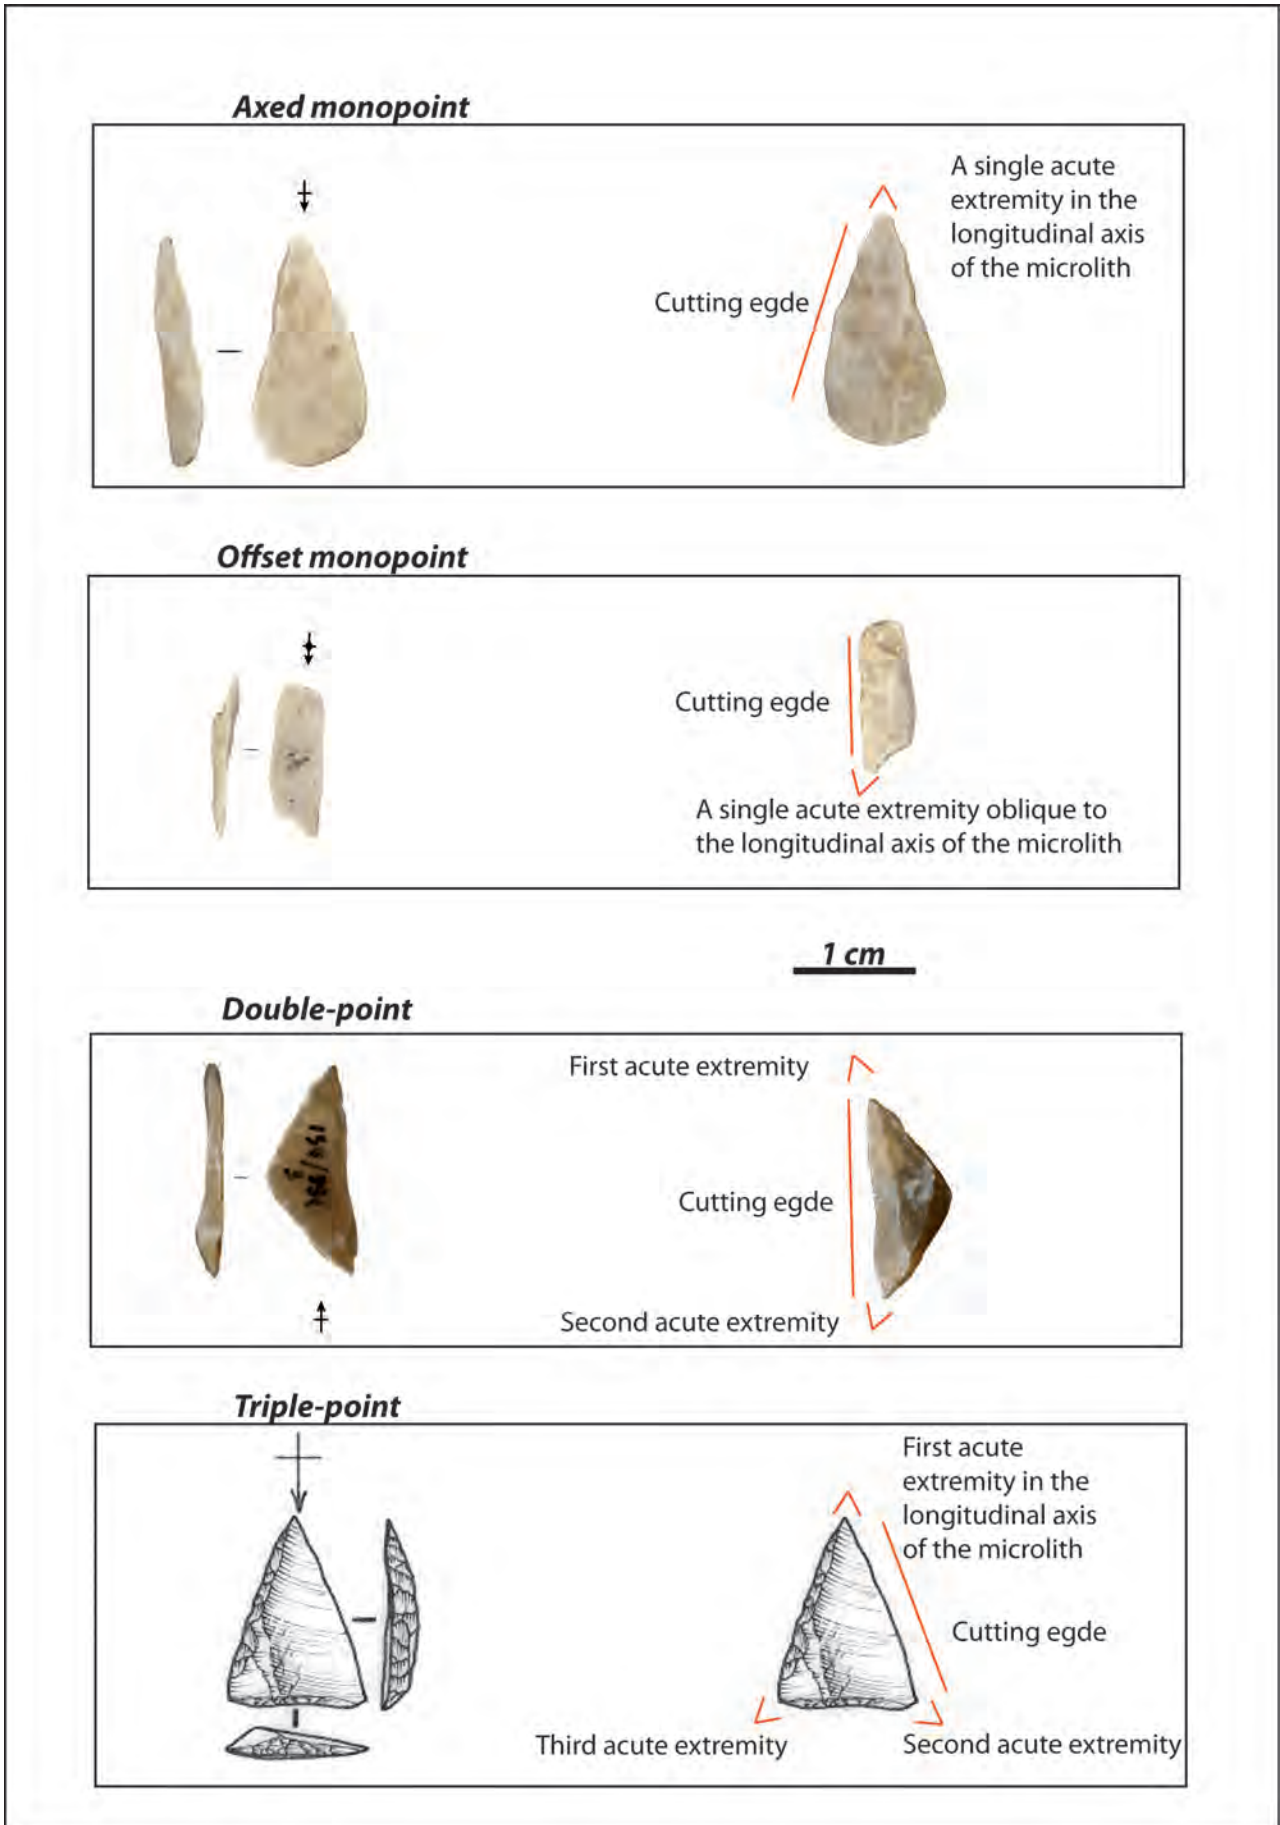 Axed monopoint
A single acute
extremity in the
longitudinal axis
of the microlith
Cutting egde
Offset monopoint
Cutting egde
A single acute extremity oblique to
the longitudinal axis of the microlith
1 cm
Double-point
First acute extremity
Cutting egde
Second acute extremity
Triple-point
First acute
extremity in the
longitudinal axis
of the microlith
Cutting egde
Third acute extremity
Second acute extremity